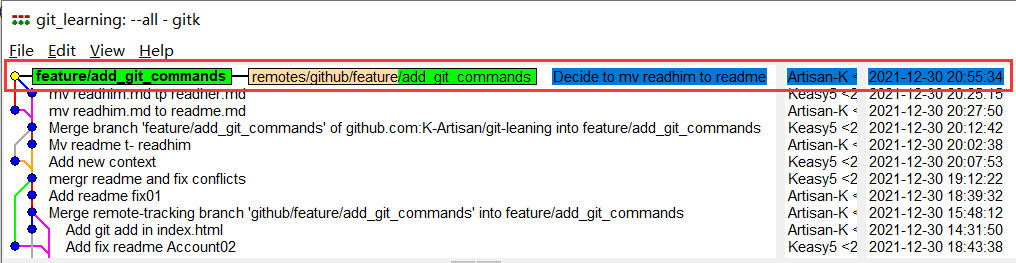 git_learning: --all - gitk
File Edit View Help
feature/add_git_commands remotes/github/feature/add_git_commands Decide to mv readhim to readme Artisan-K < 2021-12-30 20:55:34
mv readhim.md tp readher.md Keasy5 <2 2021-12-30 20:25:15
mv readhim.md to readme.md Artisan-K < 2021-12-30 20:27:50
Merge branch 'feature/add_git_commands' of github.com:K-Artisan/git-leaning into feature/add_git_commands Keasy5 <2 2021-12-30 20:12:42
Mv readme t- readhim Artisan-K < 2021-12-30 20:02:38
Add new context Keasy5 <2 2021-12-30 20:07:53
mergr readme and fix conflicts Keasy5 <2 2021-12-30 19:12:22
Add readme fix01 Artisan-K < 2021-12-30 18:39:32
Merge remote-tracking branch 'github/feature/add_git_commands' into feature/add_git_commands Artisan-K < 2021-12-30 15:48:12
Add git add in index.html Artisan-K < 2021-12-30 14:31:50
Add fix readme Account02 Keasy5 <2 2021-12-30 18:43:38